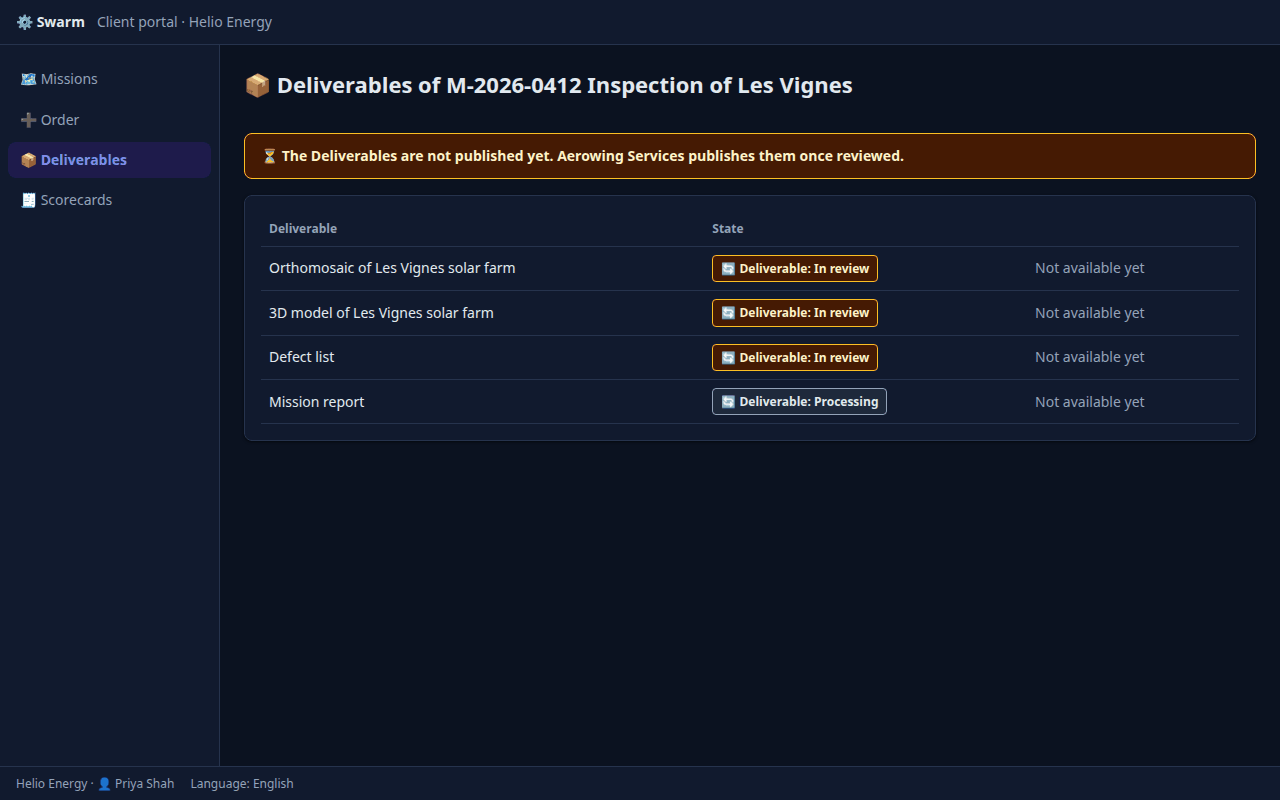 Swarm Client portal · Helio Energy
Missions
Order
Deliverables
Scorecards
Deliverables of M-2026-0412 Inspection of Les Vignes
The Deliverables are not published yet. Aerowing Services publishes them once reviewed.
Deliverable State
Orthomosaic of Les Vignes solar farm Deliverable: In review Not available yet
3D model of Les Vignes solar farm Deliverable: In review Not available yet
Defect list Deliverable: In review Not available yet
Mission report Deliverable: Processing Not available yet
Helio Energy · Priya Shah Language: English